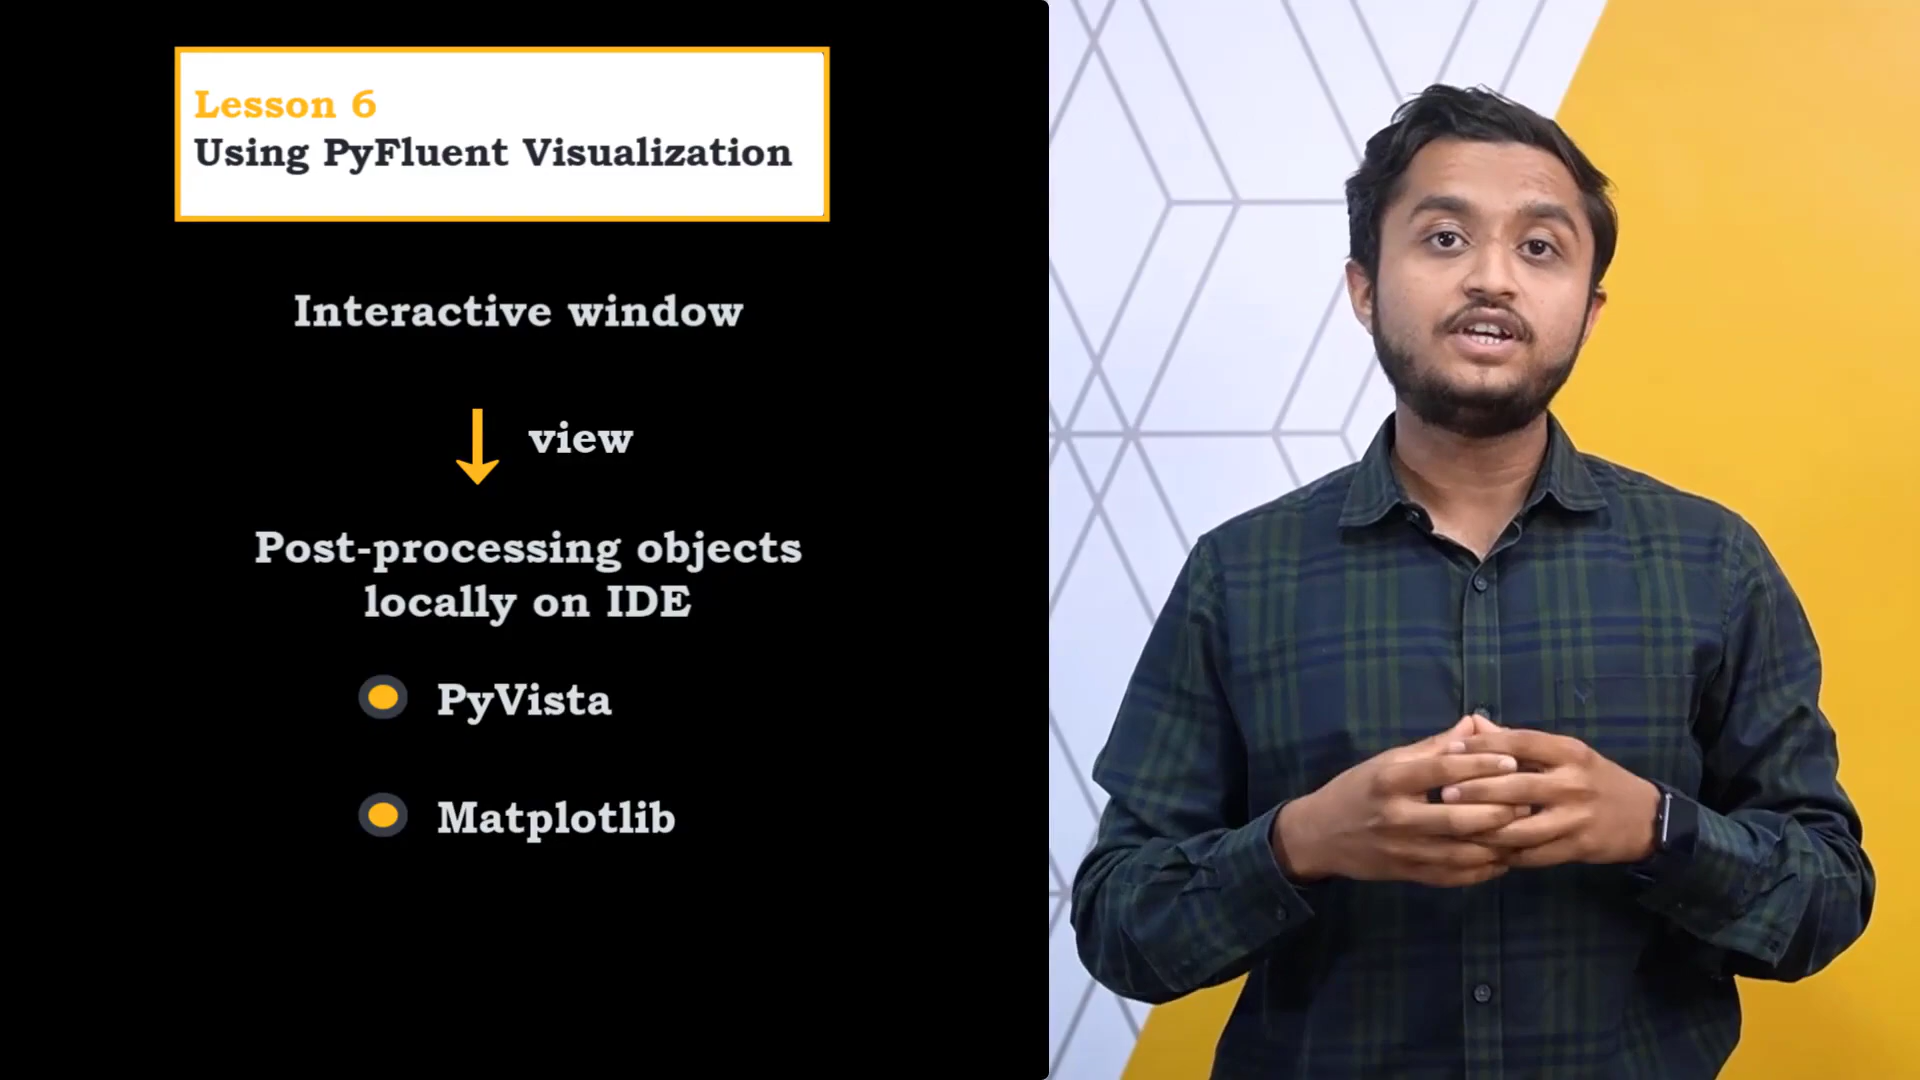 Lesson 6
Using PyFluent Visualization
Interactive window
view
Post-processing objects
locally on IDE
PyVista
Matplotlib